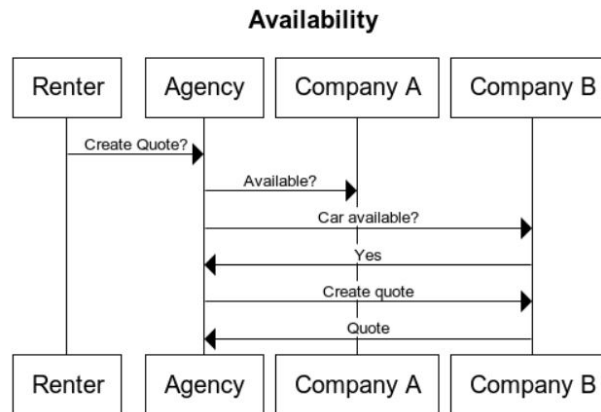 Availability
Renter Agency Company A Company B
Create Quote?
Available?
Car available?
Yes
Create quote
Quote
Renter Agency Company A Company B